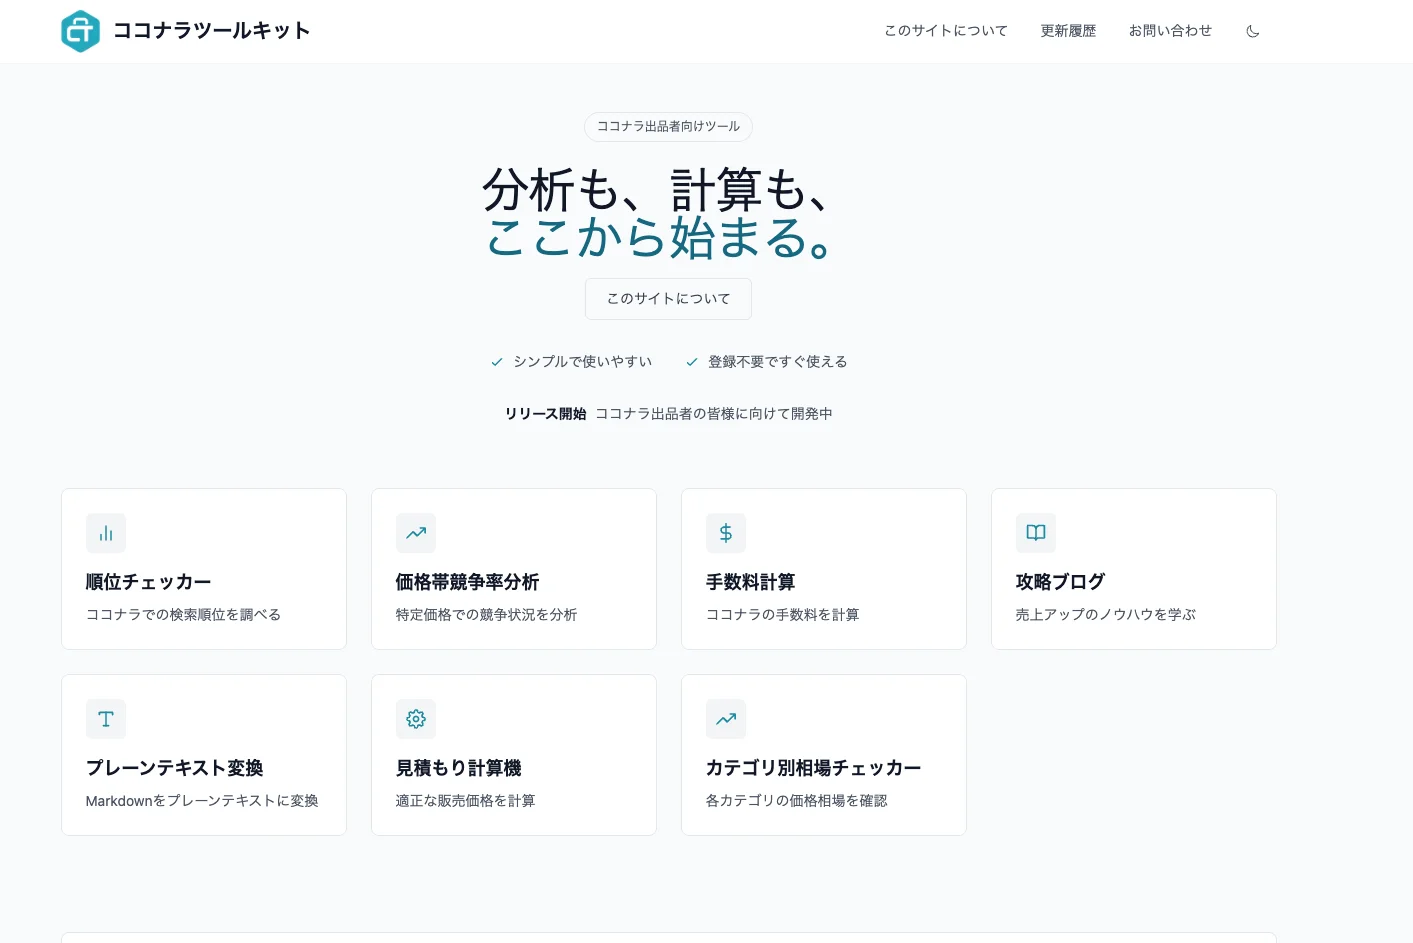 ココナラツールキット
このサイトについて
更新履歴
お問い合わせ
ココナラ出品者向けツール
分析も、計算も、
ここから始まる。
このサイトについて
シンプルで使いやすい
登録不要ですぐ使える
リリース開始 ココナラ出品者の皆様に向けて開発中
順位チェッカー
ココナラでの検索順位を調べる
価格帯競争率分析
特定価格での競争状況を分析
手数料計算
ココナラの手数料を計算
攻略ブログ
売上アップのノウハウを学ぶ
プレーンテキスト変換
Markdownをプレーンテキストに変換
見積もり計算機
適正な販売価格を計算
カテゴリ別相場チェッカー
各カテゴリの価格相場を確認